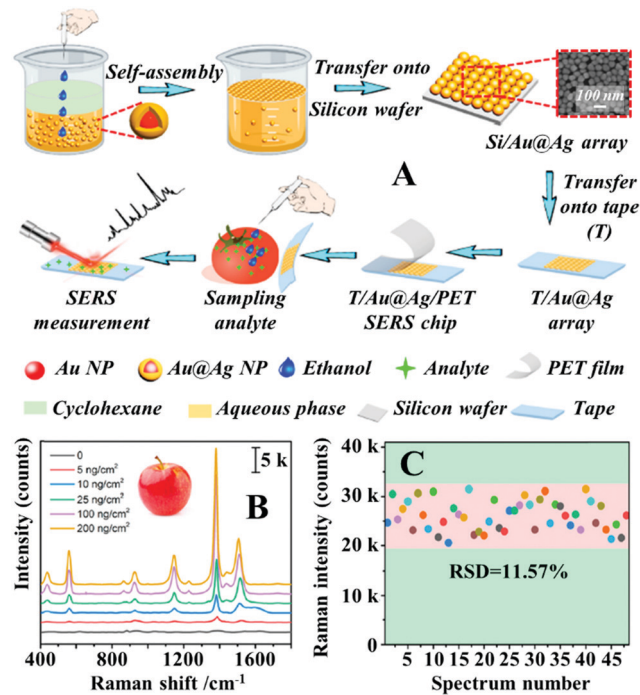 Self-assembly
Transfer onto
Silicon wafer
100 nm
Si/Au@Ag array
A
Transfer
onto tape
(T)
SERS
measurement
Sampling
analyte
T/Au@Ag/PET
SERS chip
T/Au@Ag
array
Au NP
Au@Ag NP
Ethanol
Analyte
PET film
Cyclohexane
Aqueous phase
Silicon wafer
Tape
B
Intensity (counts)
0
5 ng/cm²
10 ng/cm²
25 ng/cm²
100 ng/cm²
200 ng/cm²
5 k
400 800 1200 1600
Raman shift /cm⁻¹
C
Raman intensity (counts)
40 k
30 k
20 k
10 k
0
RSD=11.57%
5 10 15 20 25 30 35 40 45
Spectrum number